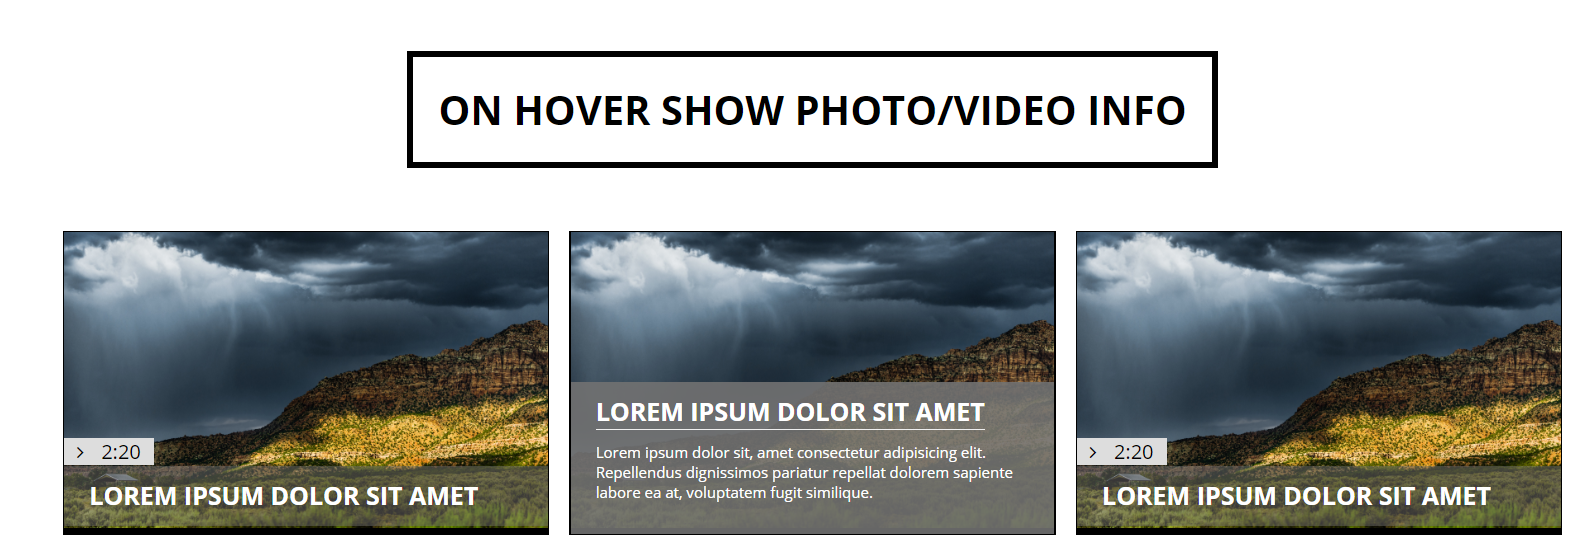 ON HOVER SHOW PHOTO/VIDEO INFO
2:20
LOREM IPSUM DOLOR SIT AMET
LOREM IPSUM DOLOR SIT AMET
Lorem ipsum dolor sit, amet consectetur adipisicing elit.
Repellendus dignissimos pariatur repellat dolorem sapiente
labore ea at, voluptatem fugit similique.
2:20
LOREM IPSUM DOLOR SIT AMET